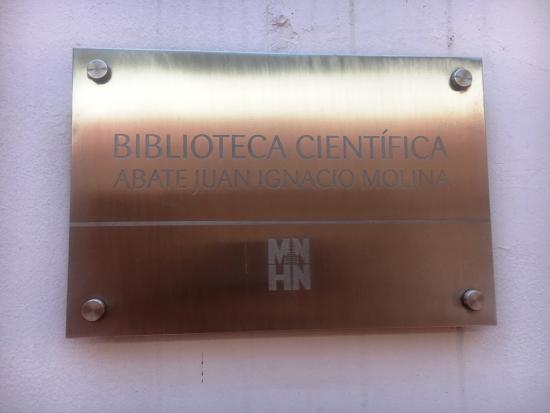 BIBLIOTECA CIENTÍFICA
ABATE JUAN IGNACIO MOLINA
MN
HN